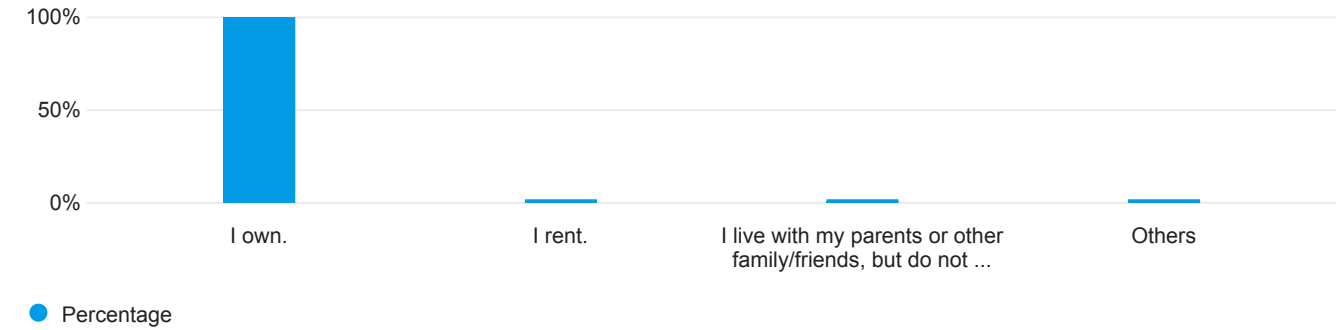 100%
50%
0%
I own.
I rent.
I live with my parents or other
family/friends, but do not ...
Others
Percentage